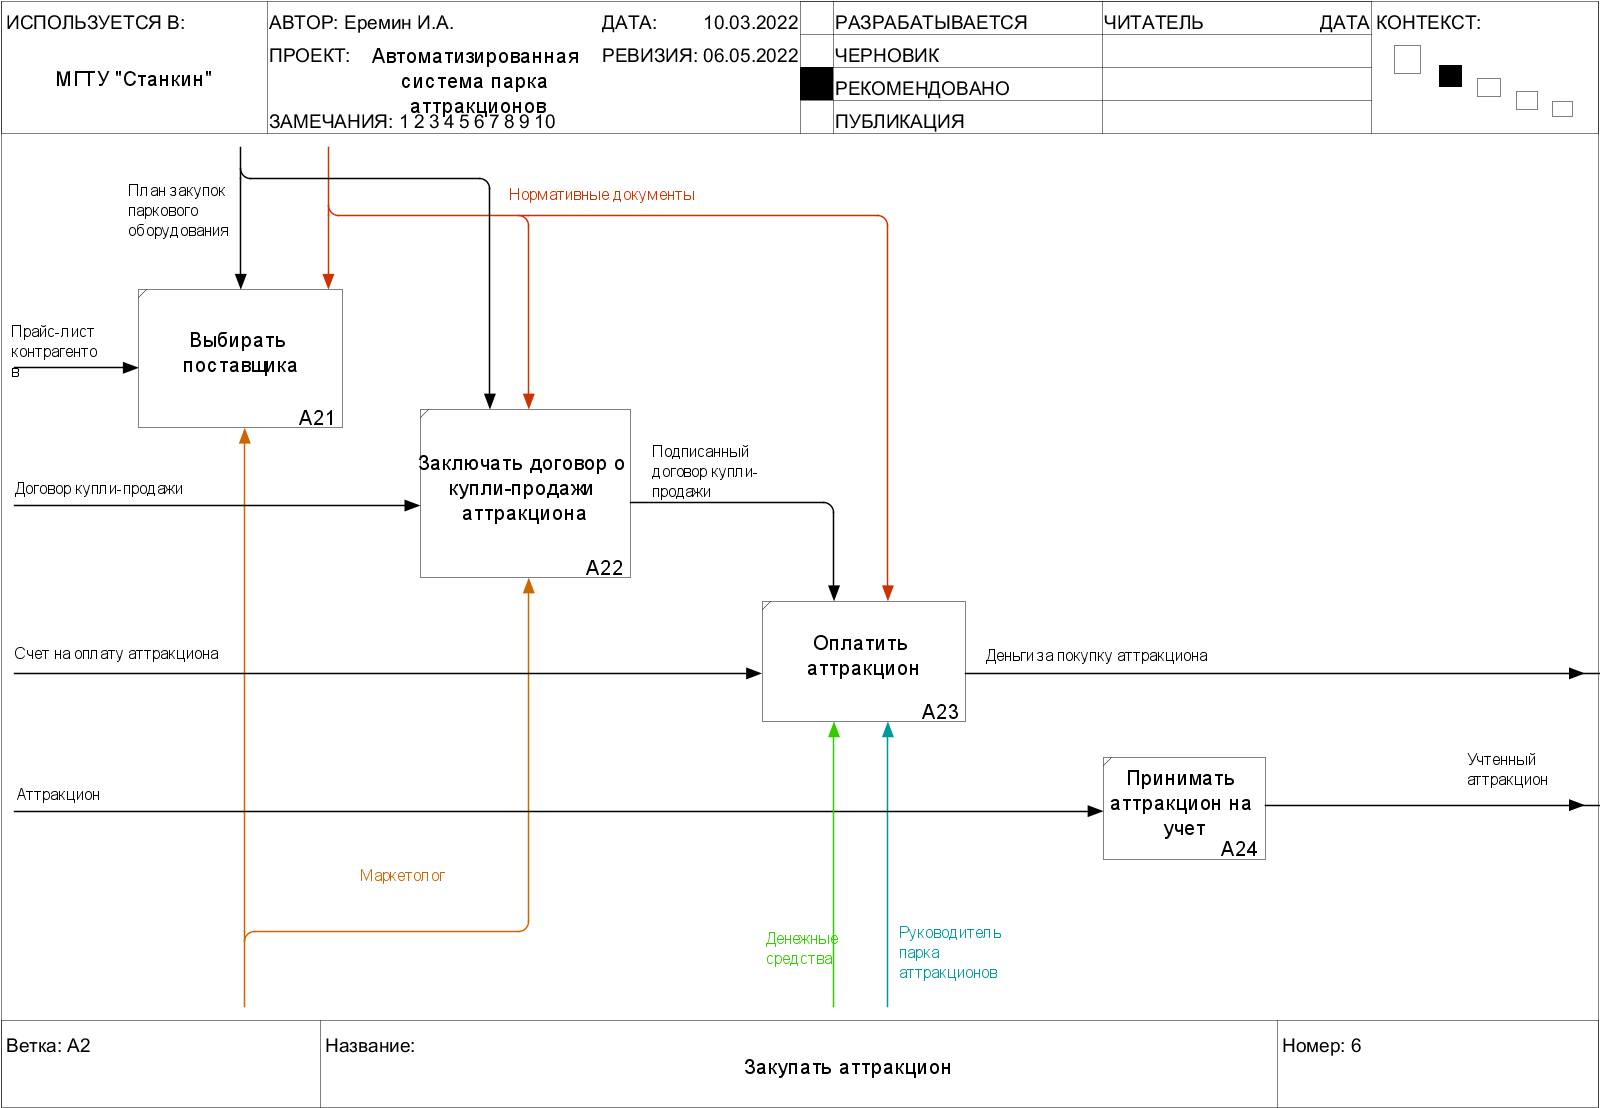 ИСПОЛЬЗУЕТСЯ В:
МГТУ "Станкин"
АВТОР: Еремин И.А.
ДАТА: 10.03.2022
ПРОЕКТ: Автоматизированная
система парка
аттракционов
РЕВИЗИЯ: 06.05.2022
ЗАМЕЧАНИЯ: 1 2 3 4 5 6 7 8 9 10
РАЗРАБАТЫВАЕТСЯ
ЧЕРНОВИК
РЕКОМЕНДОВАНО
ПУБЛИКАЦИЯ
ЧИТАТЕЛЬ
ДАТА
КОНТЕКСТ:
План закупок
паркового
оборудования
Нормативные документы
Прайс-лист
контрагенто
в
Выбирать
поставщика
A21
Договор купли-продажи
Заключать договор о
купли-продажи
аттракциона
A22
Подписанный
договор купли-
продажи
Счет на оплату аттракциона
Оплатить
аттракцион
A23
Деньги за покупку аттракциона
Аттракцион
Принимать
аттракцион на
учет
A24
Учтенный
аттракцион
Маркетолог
Денежные
средства
Руководитель
парка
аттракционов
Ветка: A2
Название:
Закупать аттракцион
Номер: 6